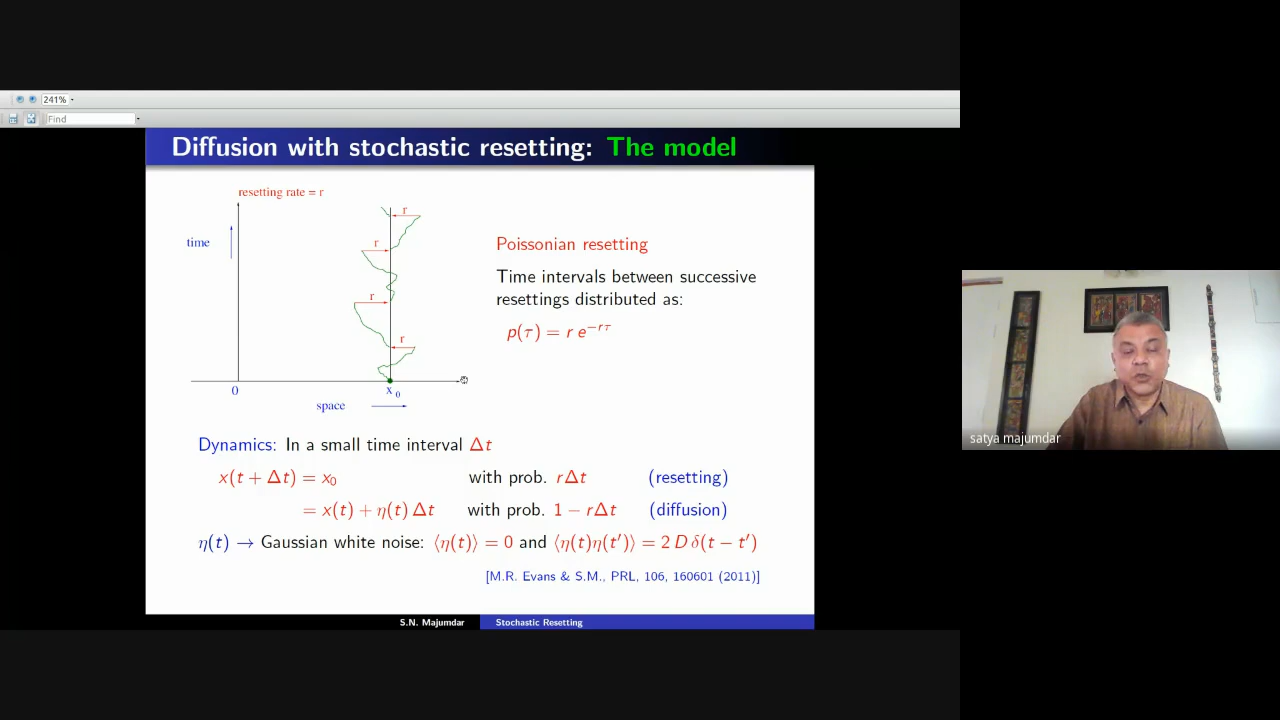 241%
Find
Diffusion with stochastic resetting: The model
resetting rate = r
time
r
r
r
r
0
x₀
space
Poissonian resetting
Time intervals between successive
resettings distributed as:
p(τ) = r e^{−rτ}
Dynamics: In a small time interval Δt
x(t + Δt) = x₀ with prob. rΔt (resetting)
= x(t) + η(t) Δt with prob. 1 − rΔt (diffusion)
η(t) → Gaussian white noise: ⟨η(t)⟩ = 0 and ⟨η(t)η(t′)⟩ = 2 D δ(t − t′)
[M.R. Evans & S.M., PRL, 106, 160601 (2011)]
S.N. Majumdar Stochastic Resetting
satya majumdar